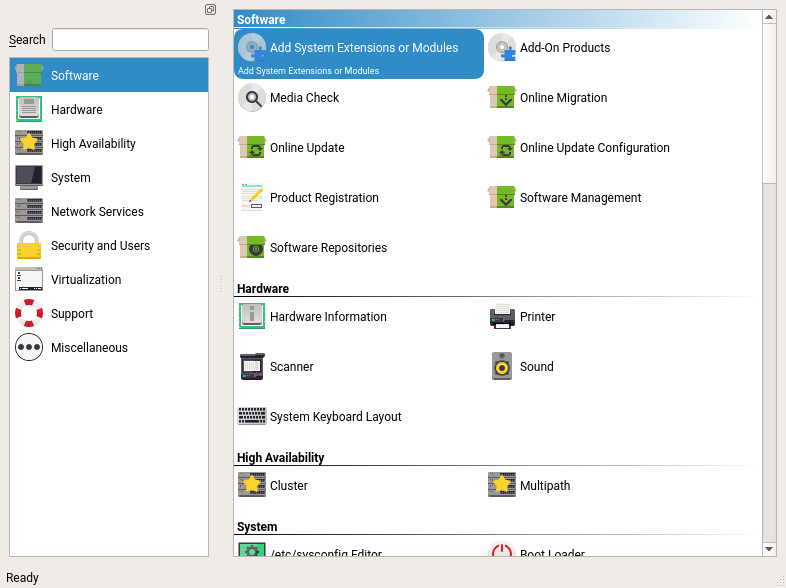 Search
Software
Hardware
High Availability
System
Network Services
Security and Users
Virtualization
Support
Miscellaneous
Software
Add System Extensions or Modules
Add System Extensions or Modules
Add-On Products
Media Check
Online Migration
Online Update
Online Update Configuration
Product Registration
Software Management
Software Repositories
Hardware
Hardware Information
Printer
Scanner
Sound
System Keyboard Layout
High Availability
Cluster
Multipath
System
/etc/sysconfig Editor
Boot Loader
Ready